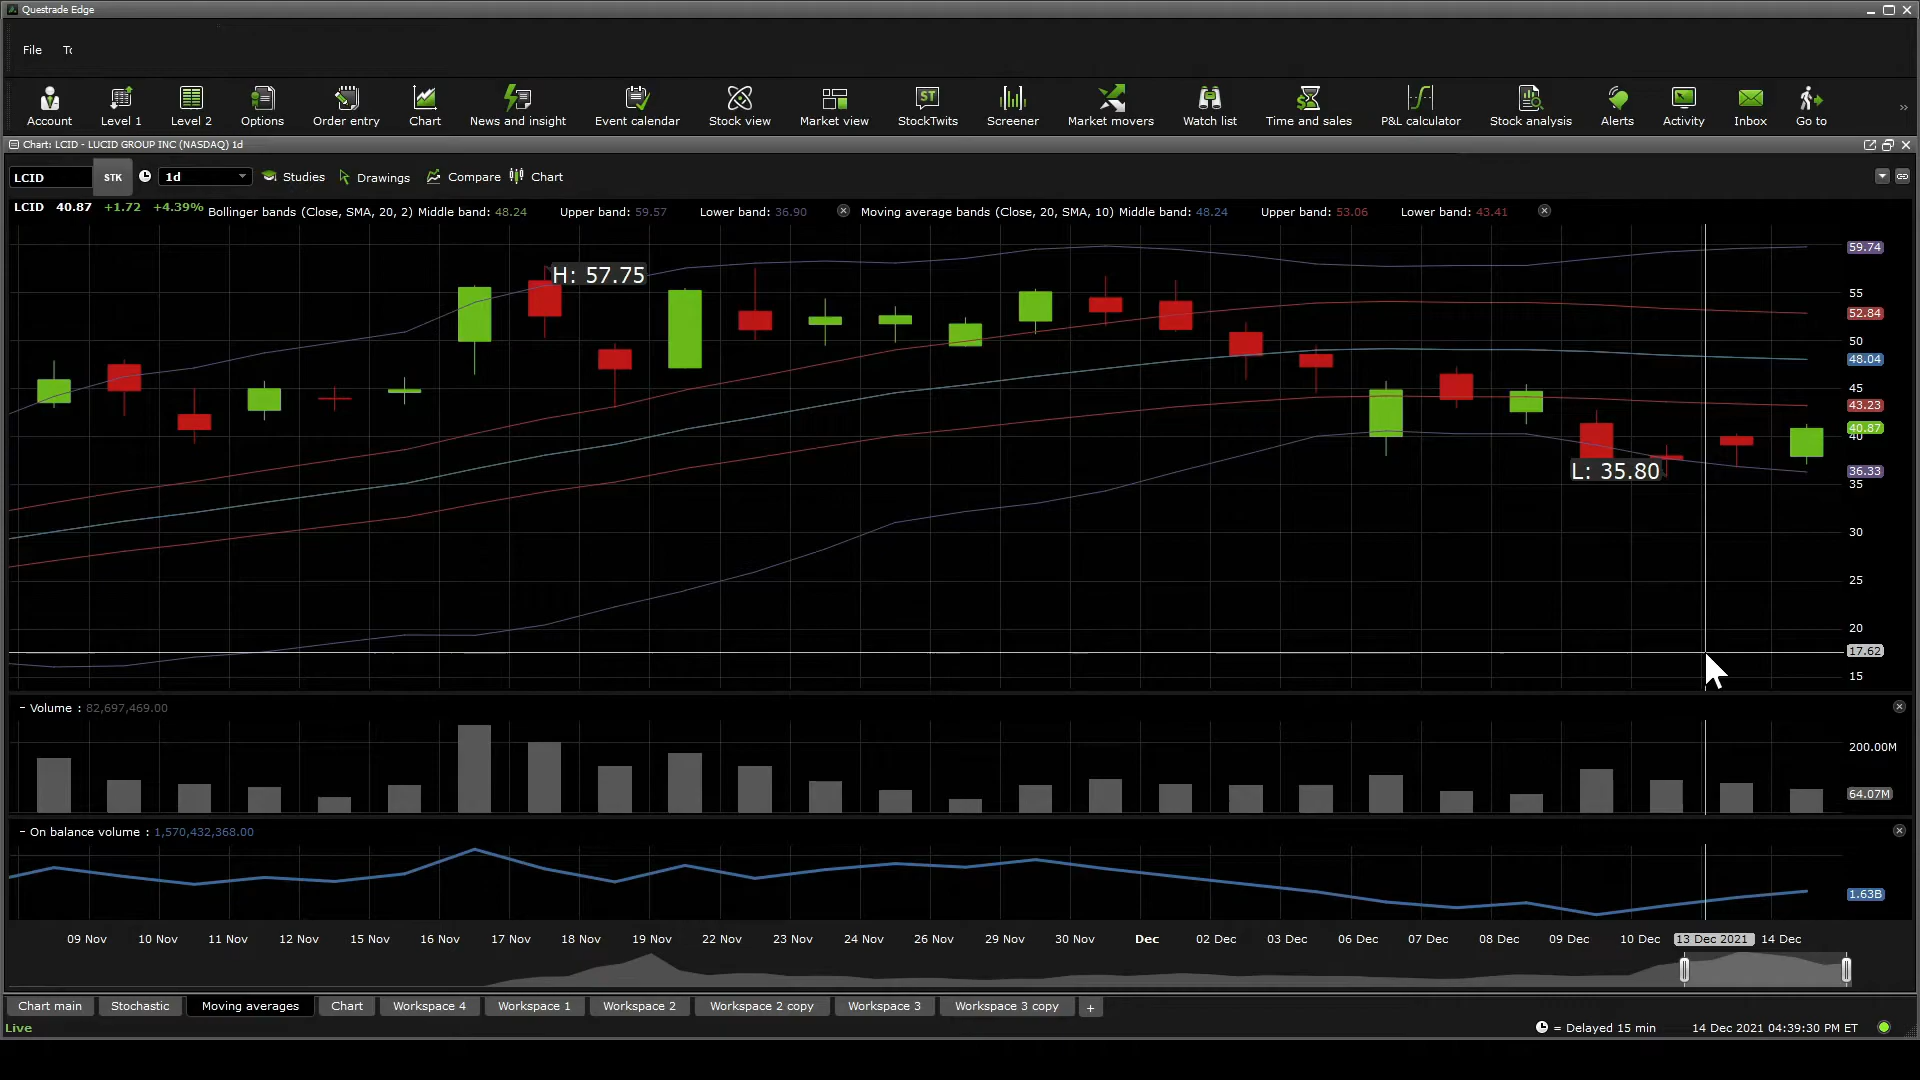 Questrade Edge
File To
Account Level 1 Level 2 Options Order entry Chart News and insight Event calendar Stock view Market view StockTwits Screener Market movers Watch list Time and sales P&L calculator Stock analysis Alerts Activity Inbox Go to
ST
Chart: LCID - LUCID GROUP INC (NASDAQ) 1d
LCID STK 1d Studies Drawings Compare Chart
LCID 40.87 +1.72 +4.39% Bollinger bands (Close, SMA, 20, 2) Middle band: 48.24 Upper band: 59.57 Lower band: 36.90 Moving average bands (Close, 20, SMA, 10) Middle band: 48.24 Upper band: 53.06 Lower band: 43.41
59.74
H: 57.75
55
52.84
50
48.04
45
43.23
40.87
40
L: 35.80
36.33
35
30
25
20
17.62
15
- Volume : 82,697,469.00
200.00M
64.07M
- On balance volume : 1,570,432,368.00
1.63B
09 Nov 10 Nov 11 Nov 12 Nov 15 Nov 16 Nov 17 Nov 18 Nov 19 Nov 22 Nov 23 Nov 24 Nov 26 Nov 29 Nov 30 Nov Dec 02 Dec 03 Dec 06 Dec 07 Dec 08 Dec 09 Dec 10 Dec 13 Dec 2021 14 Dec
Chart main Stochastic Moving averages Chart Workspace 4 Workspace 1 Workspace 2 Workspace 2 copy Workspace 3 Workspace 3 copy +
Live = Delayed 15 min 14 Dec 2021 04:39:30 PM ET